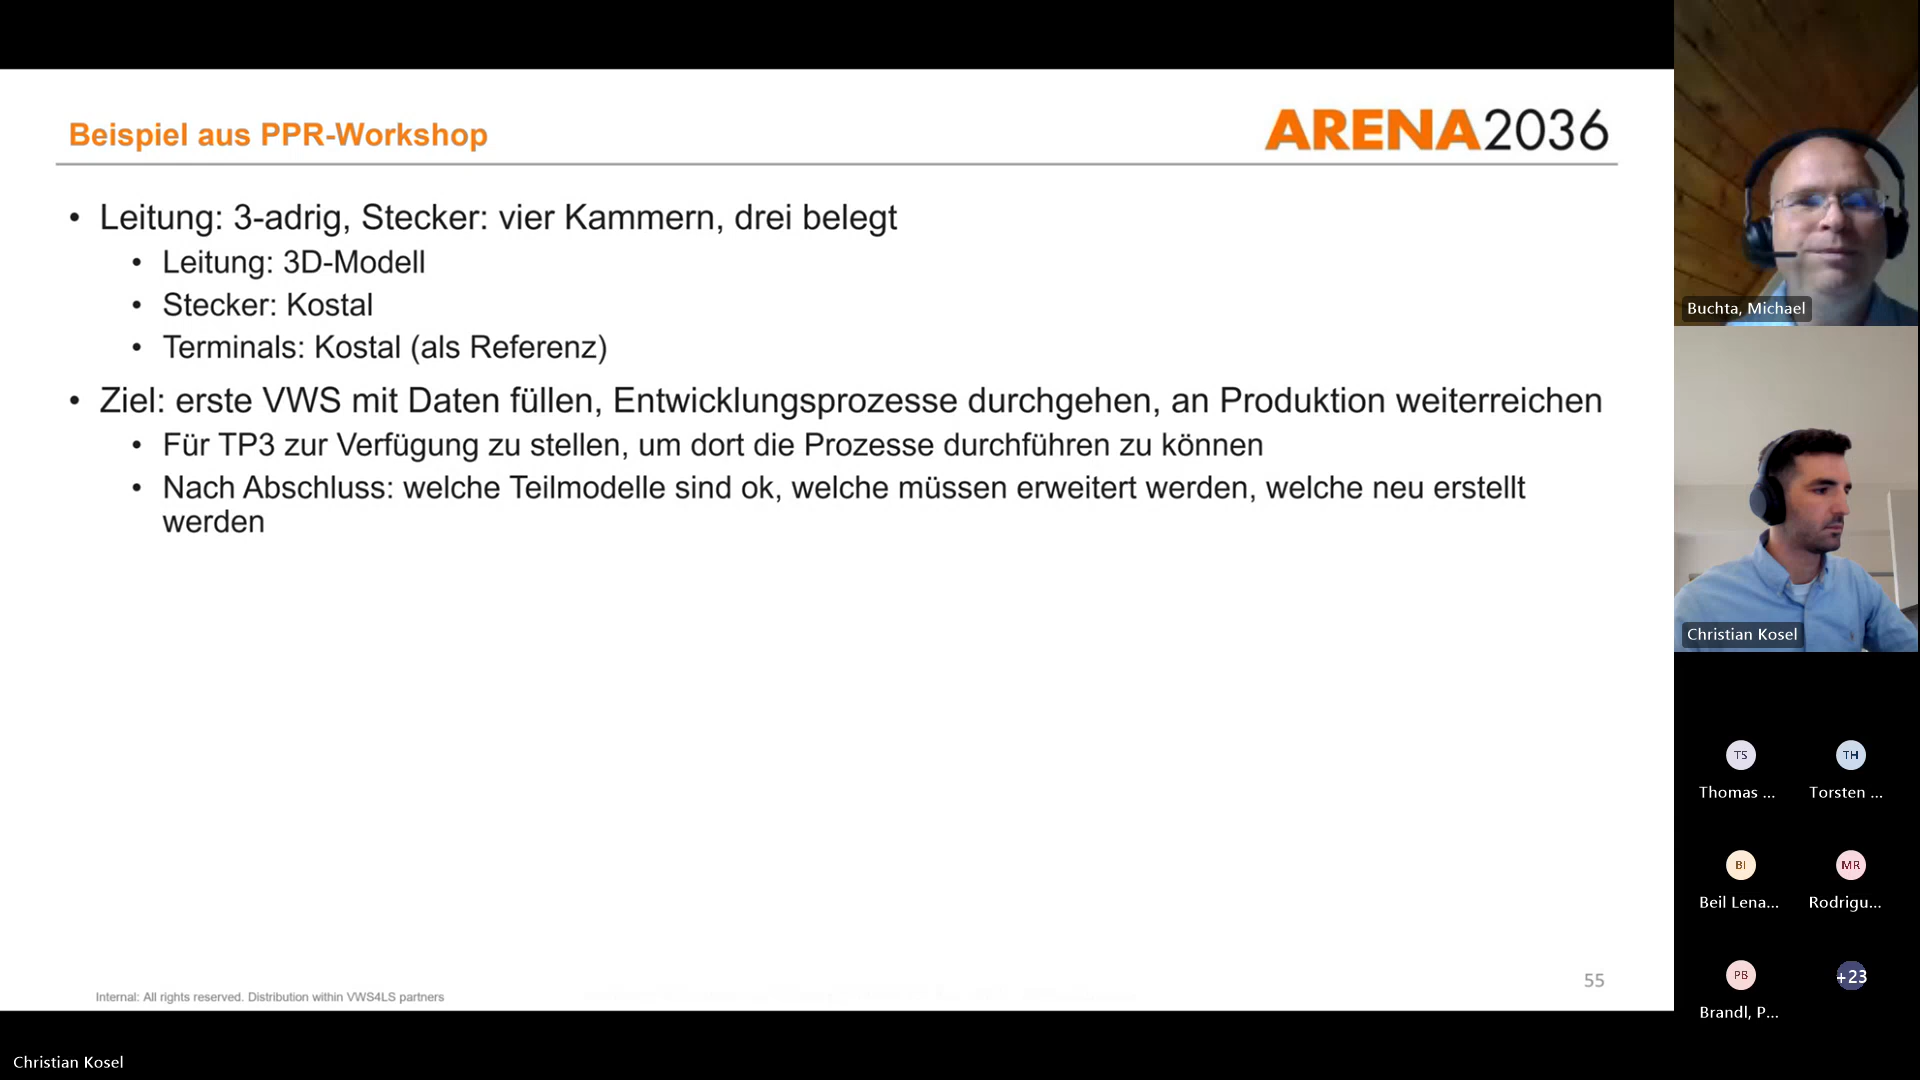 Beispiel aus PPR-Workshop
ARENA2036
• Leitung: 3-adrig, Stecker: vier Kammern, drei belegt
• Leitung: 3D-Modell
• Stecker: Kostal
• Terminals: Kostal (als Referenz)
• Ziel: erste VWS mit Daten füllen, Entwicklungsprozesse durchgehen, an Produktion weiterreichen
• Für TP3 zur Verfügung zu stellen, um dort die Prozesse durchführen zu können
• Nach Abschluss: welche Teilmodelle sind ok, welche müssen erweitert werden, welche neu erstellt
werden
Internal: All rights reserved. Distribution within VWS4LS partners
55
Christian Kosel
Buchta, Michael
Christian Kosel
TS
TH
Thomas ...
Torsten ...
BI
MR
Beil Lena...
Rodrigu...
PB
+23
Brandl, P...